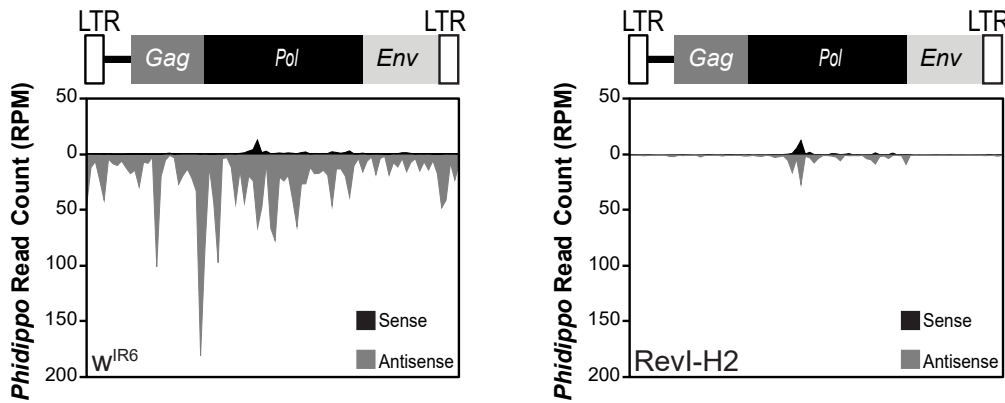 LTR LTR
Gag Pol Env
Phidippo Read Count (RPM)
50
0
50
100
150
200
Sense
Antisense
w^IR6
LTR LTR
Gag Pol Env
Phidippo Read Count (RPM)
50
0
50
100
150
200
Sense
Antisense
RevI-H2